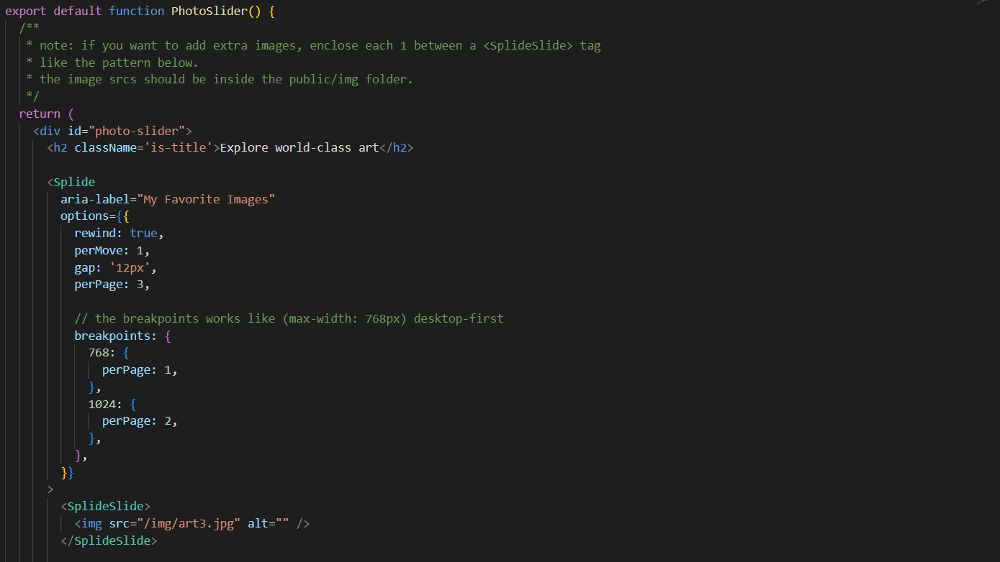 export default function PhotoSlider() {
/**
* note: if you want to add extra images, enclose each 1 between a <SplideSlide> tag
* like the pattern below.
* the image srcs should be inside the public/img folder.
*/
return (
<div id="photo-slider">
<h2 className='is-title'>Explore world-class art</h2>
<Splide
aria-label="My Favorite Images"
options={{
rewind: true,
perMove: 1,
gap: '12px',
perPage: 3,
// the breakpoints works like (max-width: 768px) desktop-first
breakpoints: {
768: {
perPage: 1,
},
1024: {
perPage: 2,
},
},
}}
>
<SplideSlide>
<img src="/img/art3.jpg" alt="" />
</SplideSlide>